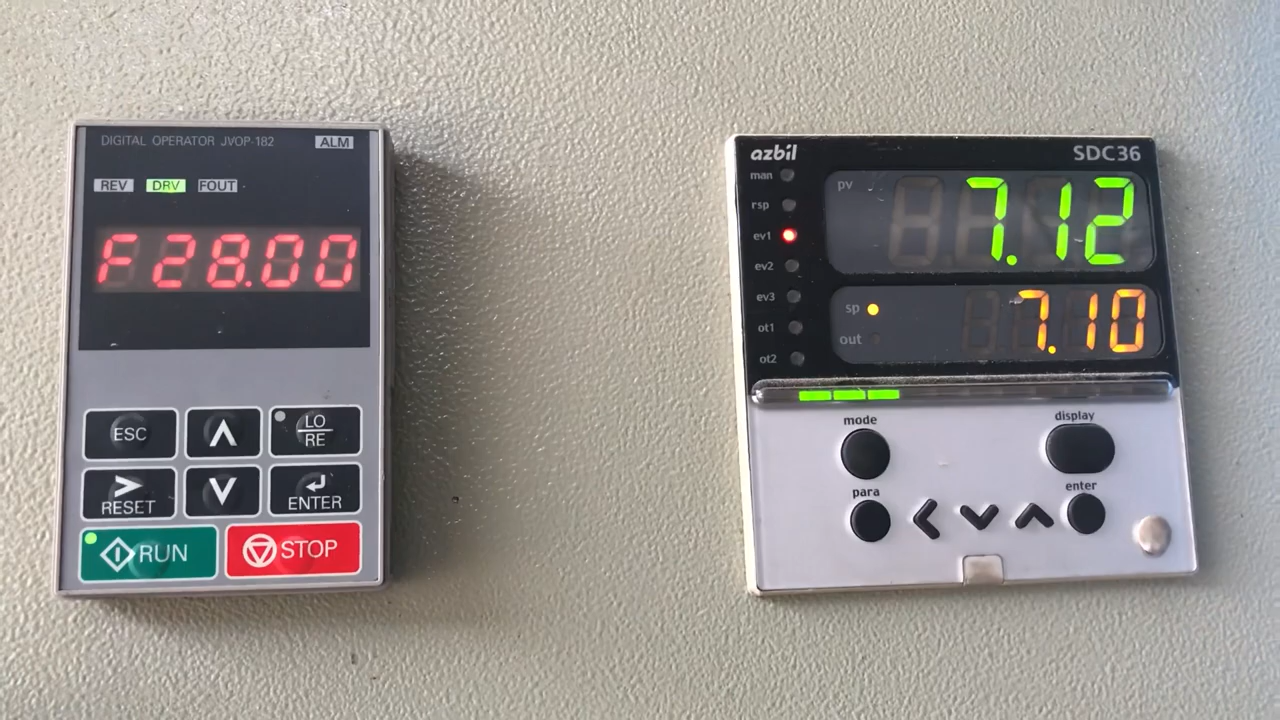 DIGITAL OPERATOR JVOP-182 ALM
REV DRV FOUT
F28.00
ESC
LO
RE
RESET
ENTER
RUN
STOP
azbil SDC36
man
rsp
ev1
ev2
ev3
ot1
ot2
pv 7.12
sp 7.10
out
mode display
para enter